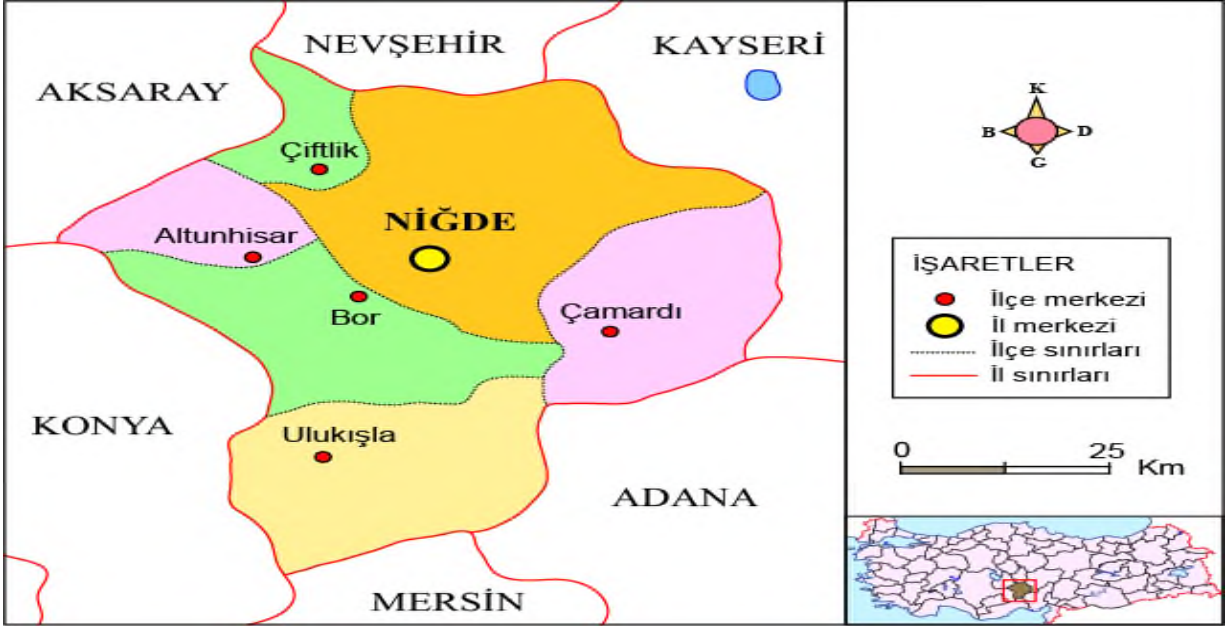 NEVŞEHİR
KAYSERİ
AKSARAY
Çiftlik
NİĞDE
Altunhisar
Bor
Çamardı
KONYA
Ulukışla
ADANA
MERSİN
K
B
D
G
İŞARETLER
İlçe merkezi
İl merkezi
İlçe sınırları
İl sınırları
0 25
Km